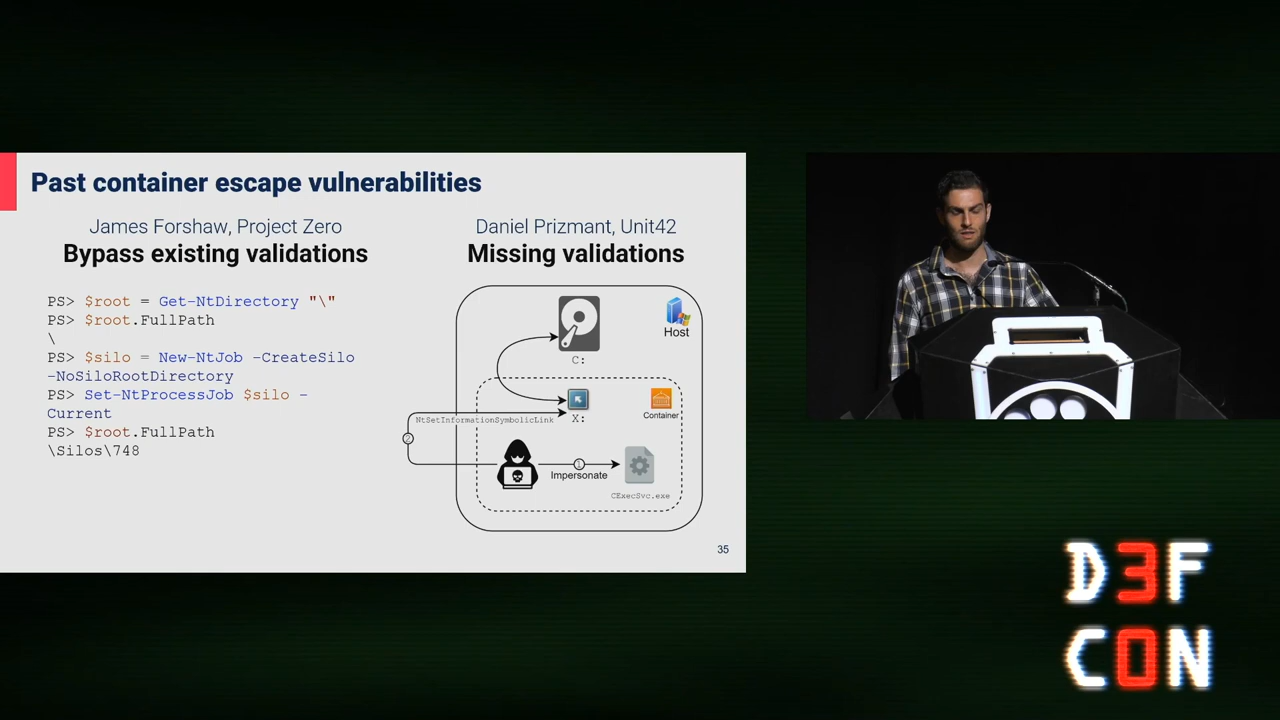 Past container escape vulnerabilities
James Forshaw, Project Zero
Bypass existing validations
PS> $root = Get-NtDirectory "\"
PS> $root.FullPath
\
PS> $silo = New-NtJob -CreateSilo
-NoSiloRootDirectory
PS> Set-NtProcessJob $silo -
Current
PS> $root.FullPath
\Silos\748
Daniel Prizmant, Unit42
Missing validations
Host
C:
Container
X:
NtSetInformationSymbolicLink
2
1
Impersonate
CExecSvc.exe
35
D3F
C0N